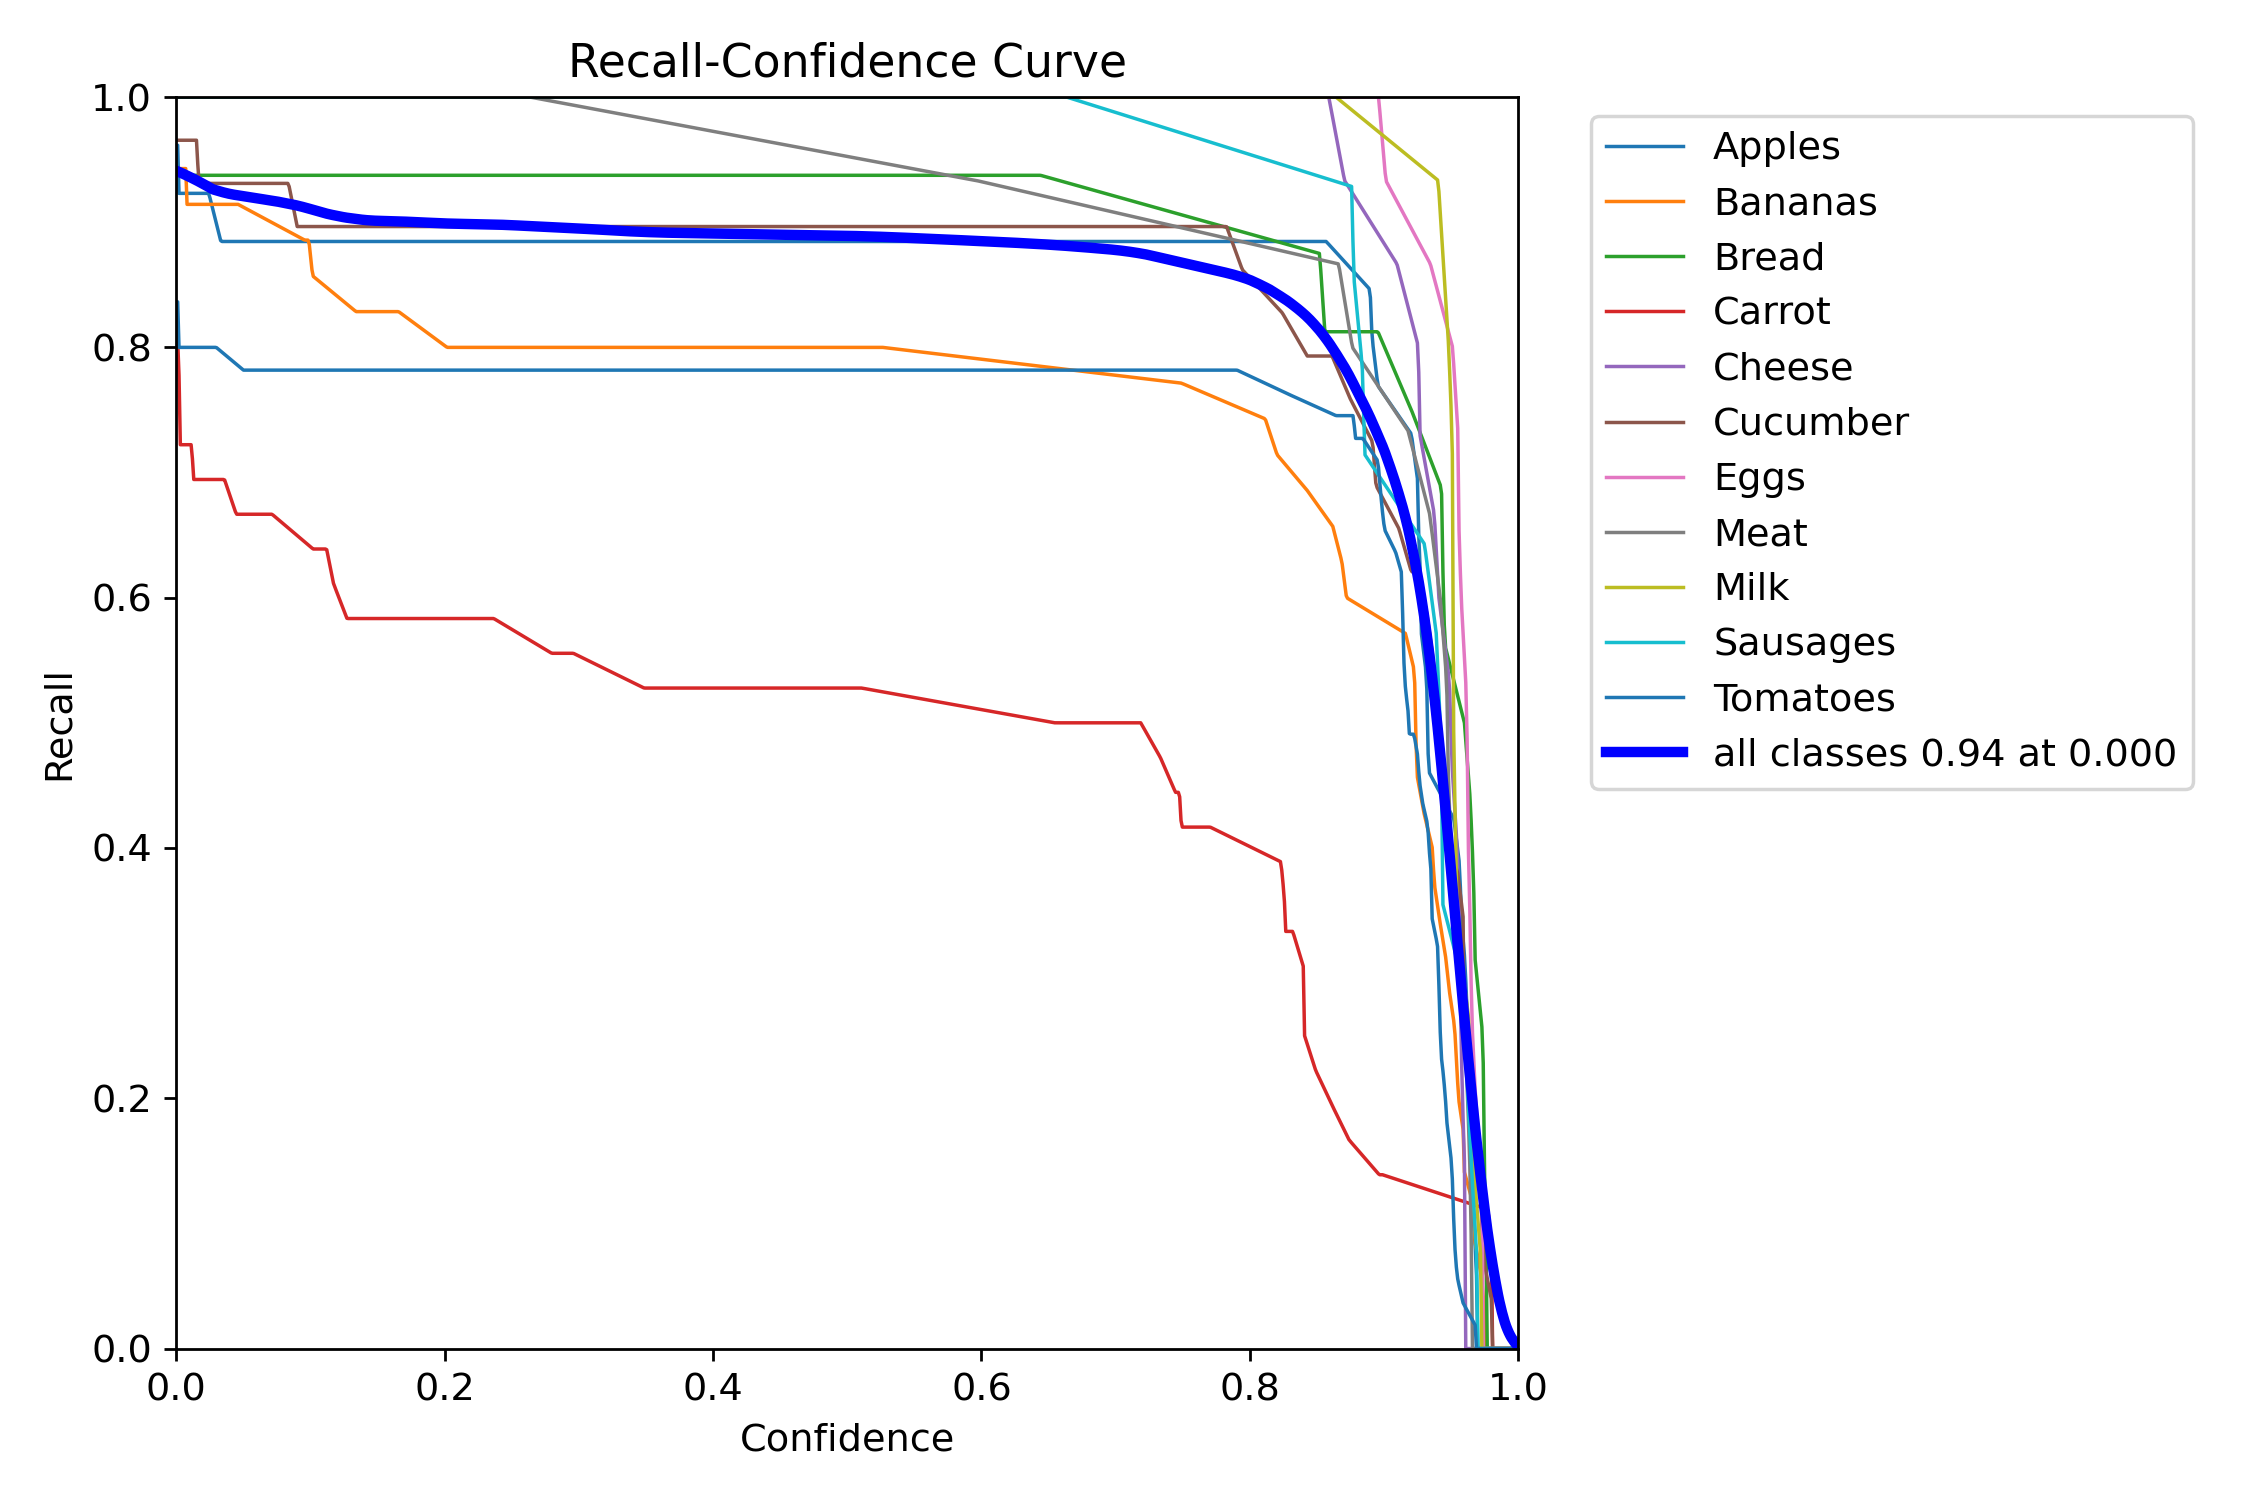 Recall-Confidence Curve
1.0
0.8
0.6
0.4
0.2
0.0
Recall
0.0 0.2 0.4 0.6 0.8 1.0
Confidence
Apples
Bananas
Bread
Carrot
Cheese
Cucumber
Eggs
Meat
Milk
Sausages
Tomatoes
all classes 0.94 at 0.000